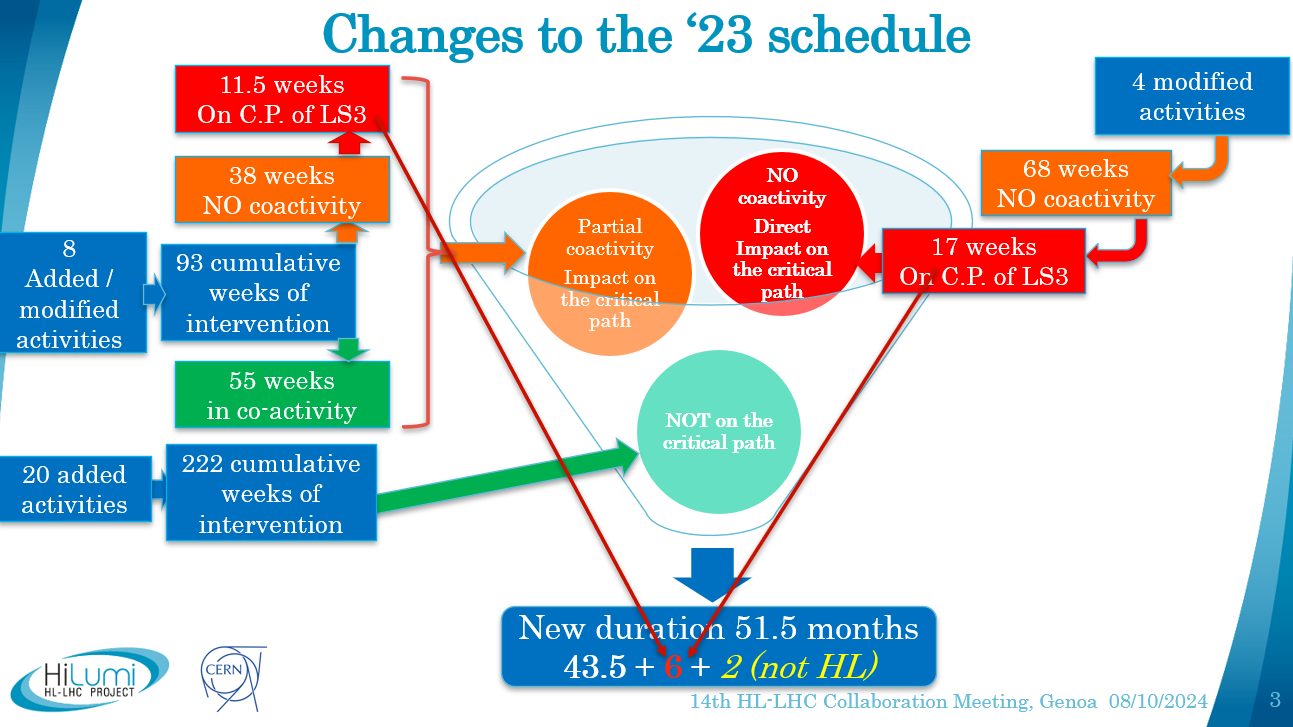 Changes to the ‘23 schedule
11.5 weeks
On C.P. of LS3
38 weeks
NO coactivity
8
Added /
modified
activities
93 cumulative
weeks of
intervention
55 weeks
in co-activity
20 added
activities
222 cumulative
weeks of
intervention
Partial
coactivity
Impact on
the critical
path
NO
coactivity
Direct
Impact on
the critical
path
NOT on the
critical path
4 modified
activities
68 weeks
NO coactivity
17 weeks
On C.P. of LS3
New duration 51.5 months
43.5 + 6 + 2 (not HL)
HiLumi
HL-LHC PROJECT
CERN
14th HL-LHC Collaboration Meeting, Genoa 08/10/2024
3